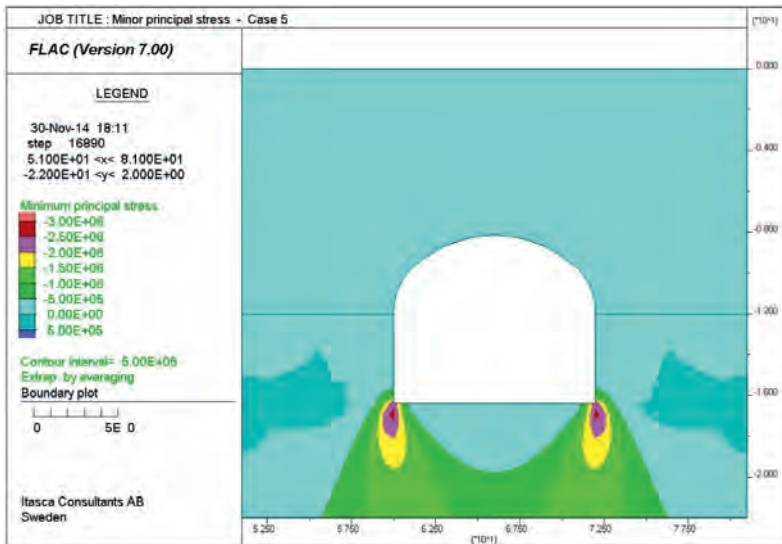 JOB TITLE : Minor principal stress - Case 5
(*10^1)
FLAC (Version 7.00)
LEGEND
30-Nov-14 18:11
step 16890
5.100E+01 <x< 8.100E+01
-2.200E+01 <y< 2.000E+00
Minimum principal stress
-3.00E+06
-2.50E+06
-2.00E+06
-1.50E+06
-1.00E+06
-5.00E+05
0.00E+00
5.00E+05
Contour interval= 5.00E+05
Extrap. by averaging
Boundary plot
0 5E 0
Itasca Consultants AB
Sweden
0.000
-0.400
-0.800
-1.200
-1.600
-2.000
5.250 5.750 6.250 6.750 7.250 7.750
(*10^1)